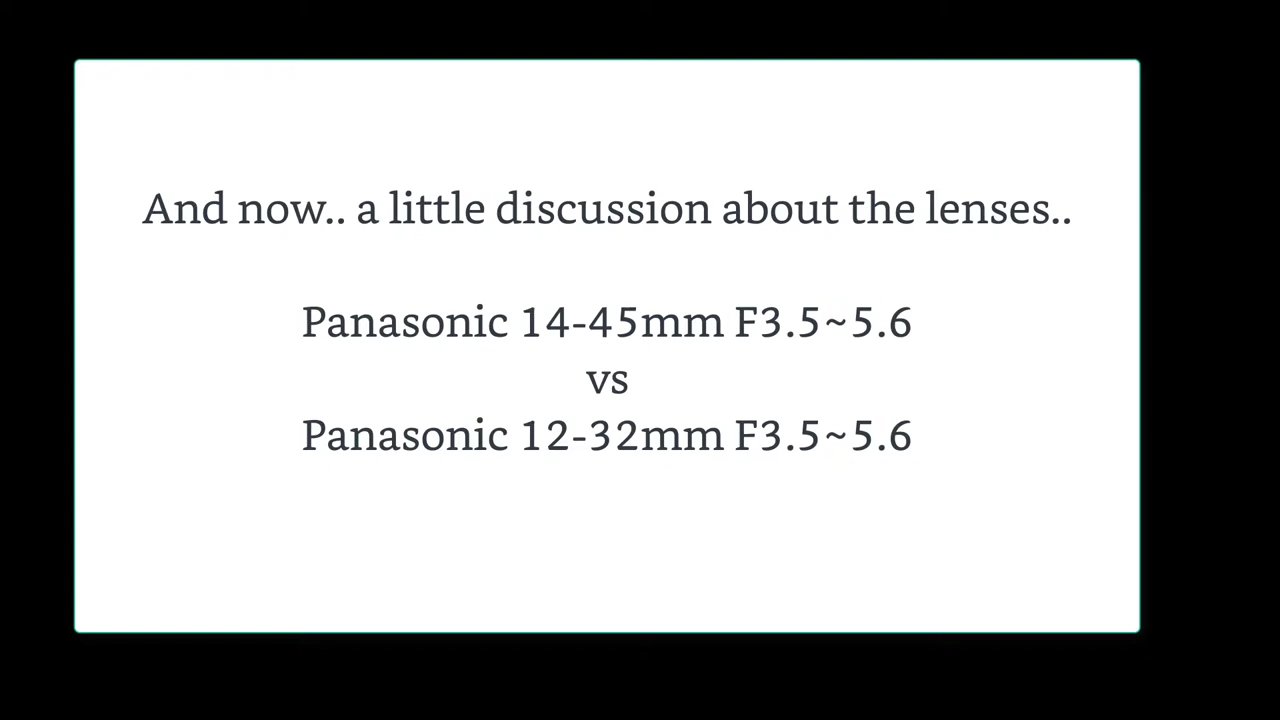 And now.. a little discussion about the lenses..
Panasonic 14-45mm F3.5~5.6
vs
Panasonic 12-32mm F3.5~5.6